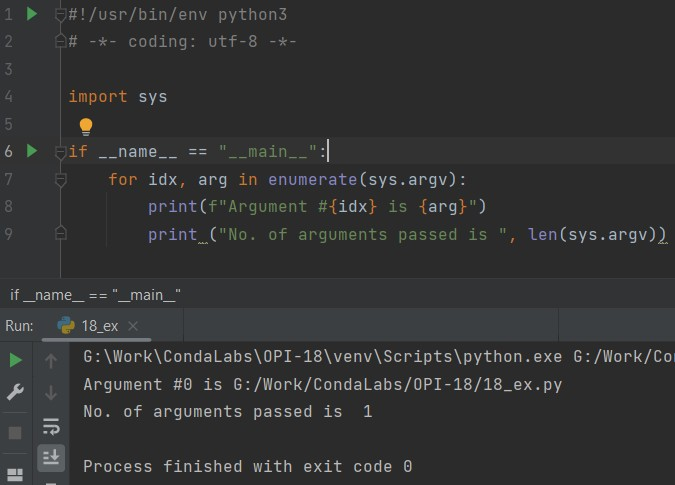 1 #!/usr/bin/env python3
2 # -*- coding: utf-8 -*-
3
4 import sys
5
6 if __name__ == "__main__":
7     for idx, arg in enumerate(sys.argv):
8         print(f"Argument #{idx} is {arg}")
9         print ("No. of arguments passed is ", len(sys.argv))
if __name__ == "__main__"
Run: 18_ex
G:\Work\CondaLabs\OPI-18\venv\Scripts\python.exe G:/Work/Con
Argument #0 is G:/Work/CondaLabs/OPI-18/18_ex.py
No. of arguments passed is  1
Process finished with exit code 0